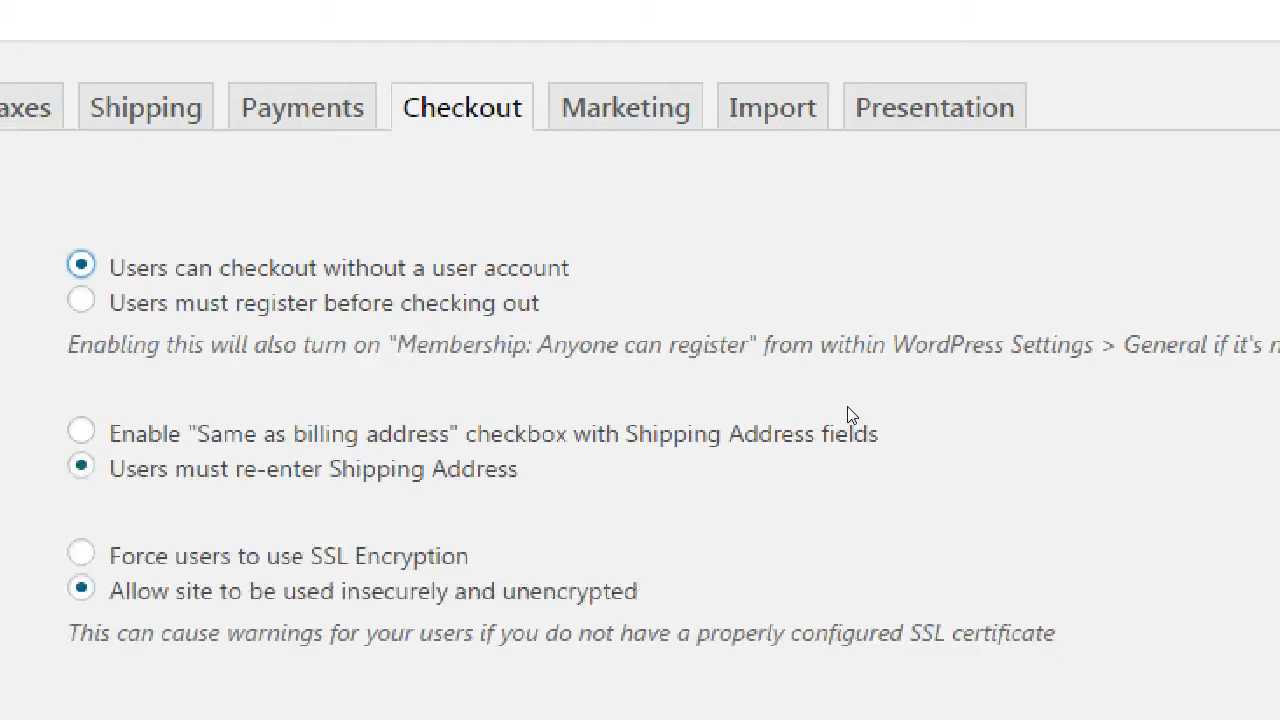 axes Shipping Payments Checkout Marketing Import Presentation
Users can checkout without a user account
Users must register before checking out
Enabling this will also turn on "Membership: Anyone can register" from within WordPress Settings > General if it's
Enable "Same as billing address" checkbox with Shipping Address fields
Users must re-enter Shipping Address
Force users to use SSL Encryption
Allow site to be used insecurely and unencrypted
This can cause warnings for your users if you do not have a properly configured SSL certificate